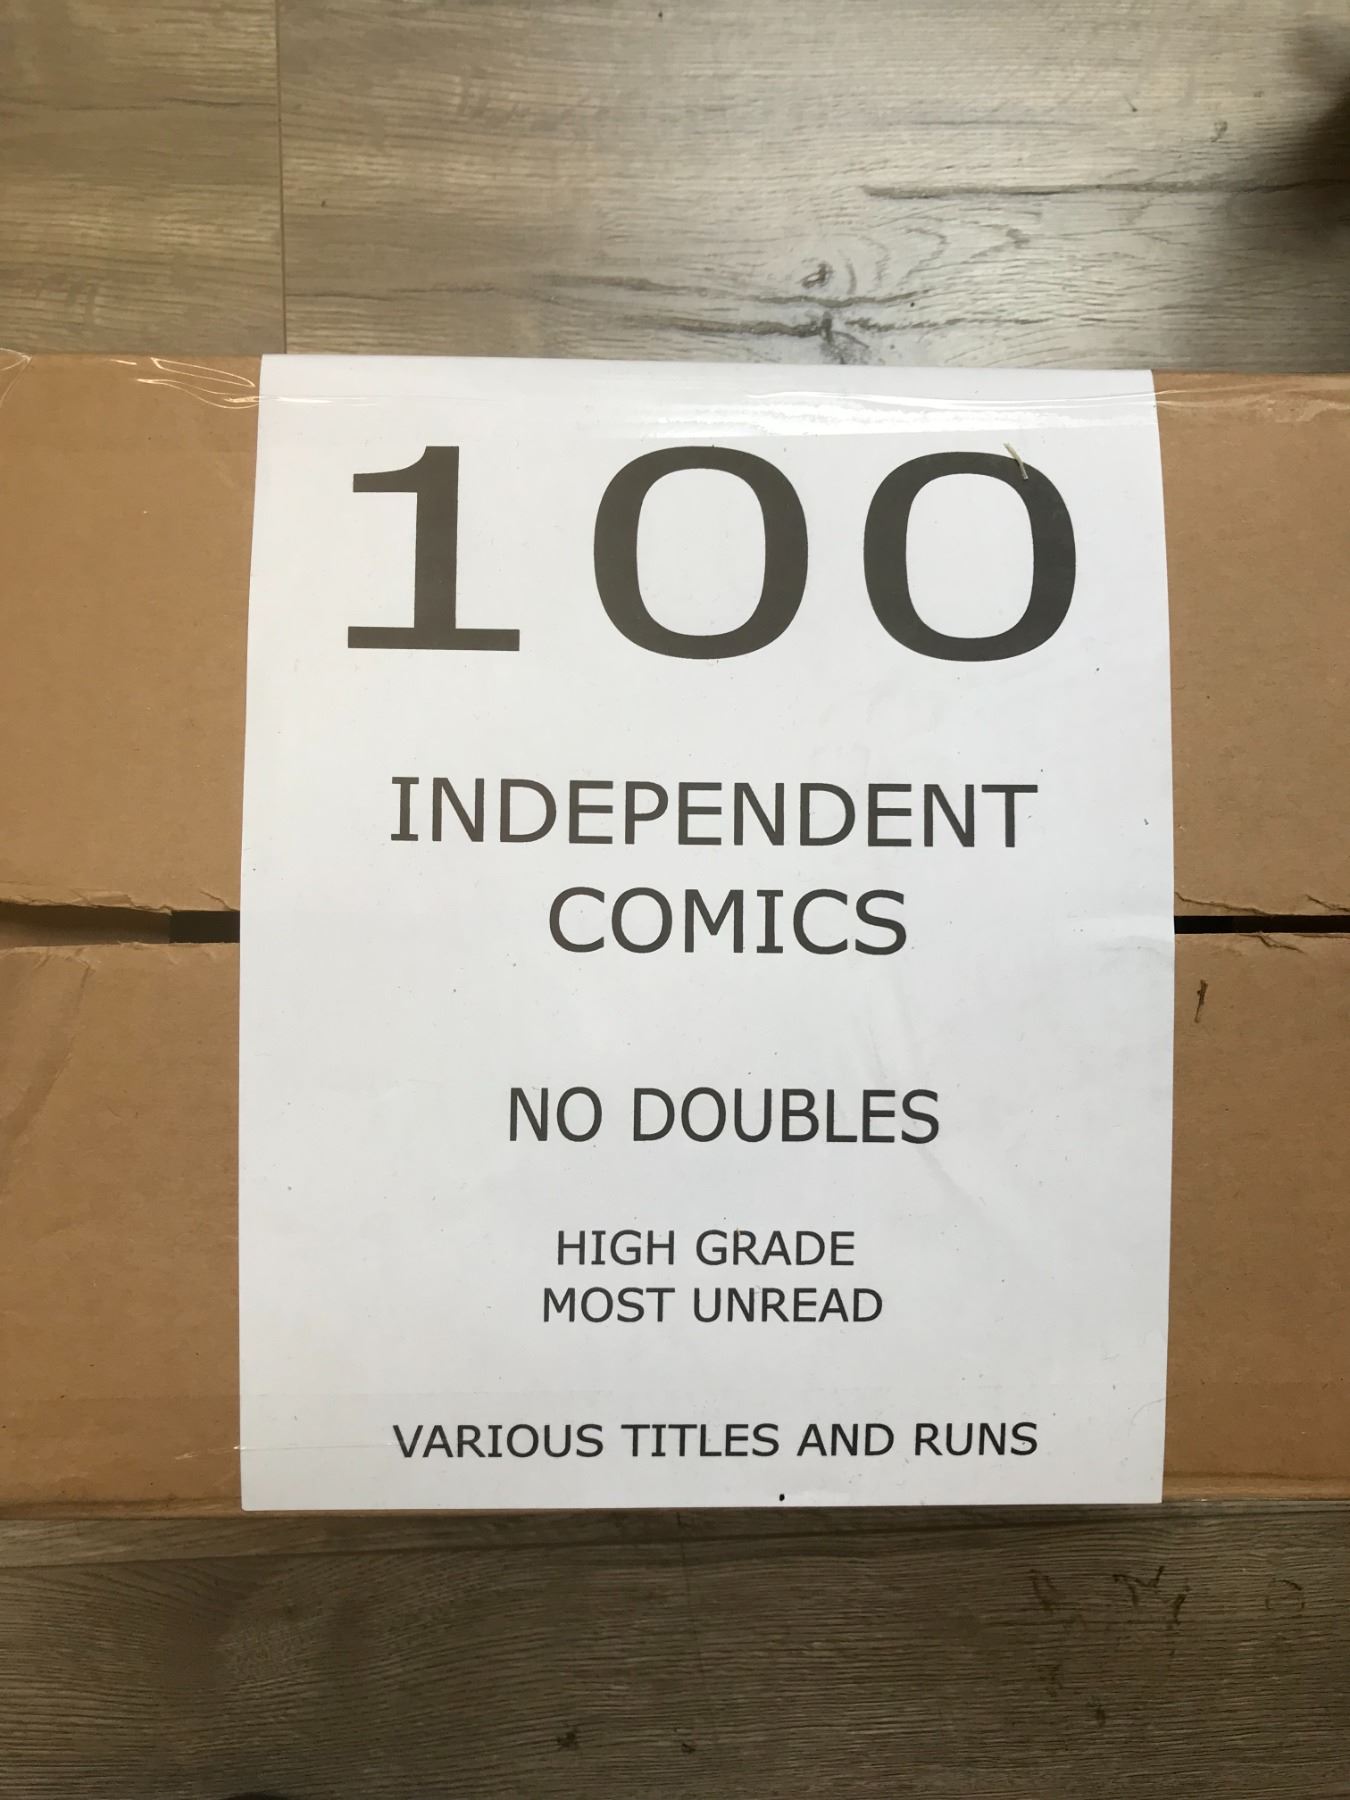 100
INDEPENDENT
COMICS
NO DOUBLES
HIGH GRADE
MOST UNREAD
VARIOUS TITLES AND RUNS